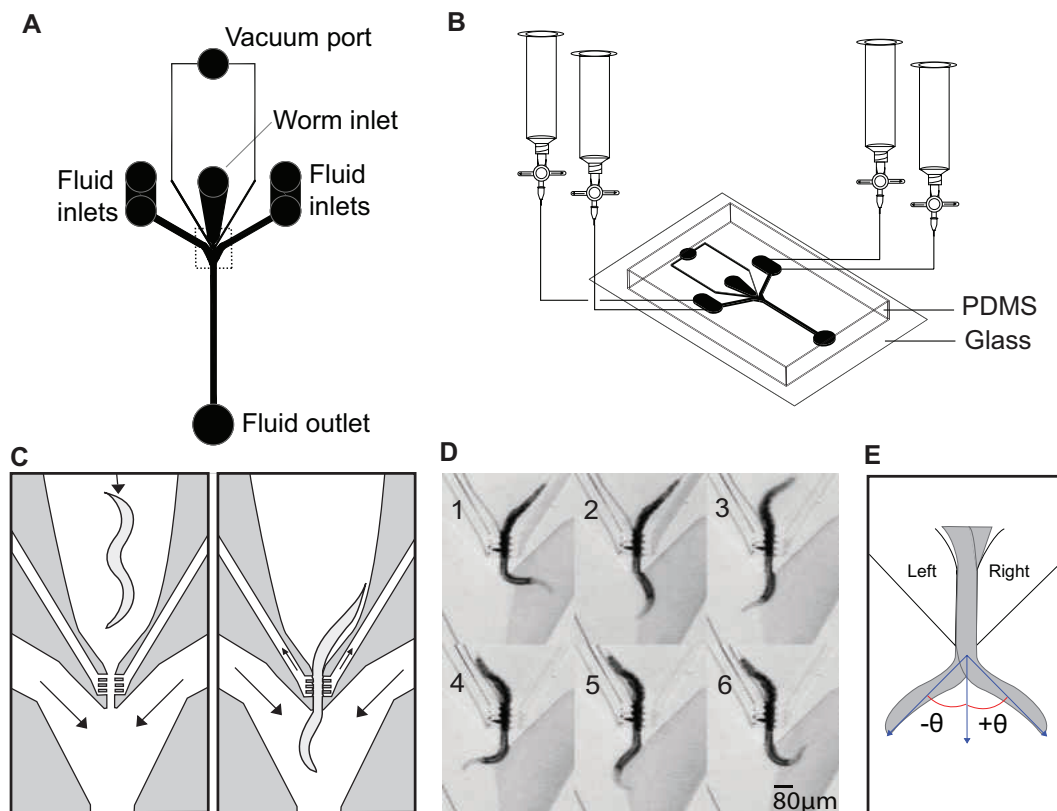 A
Vacuum port
Worm inlet
Fluid
inlets
Fluid
inlets
Fluid outlet
B
PDMS
Glass
C
D
1
2
3
4
5
6
80μm
E
Left
Right
-θ
+θ